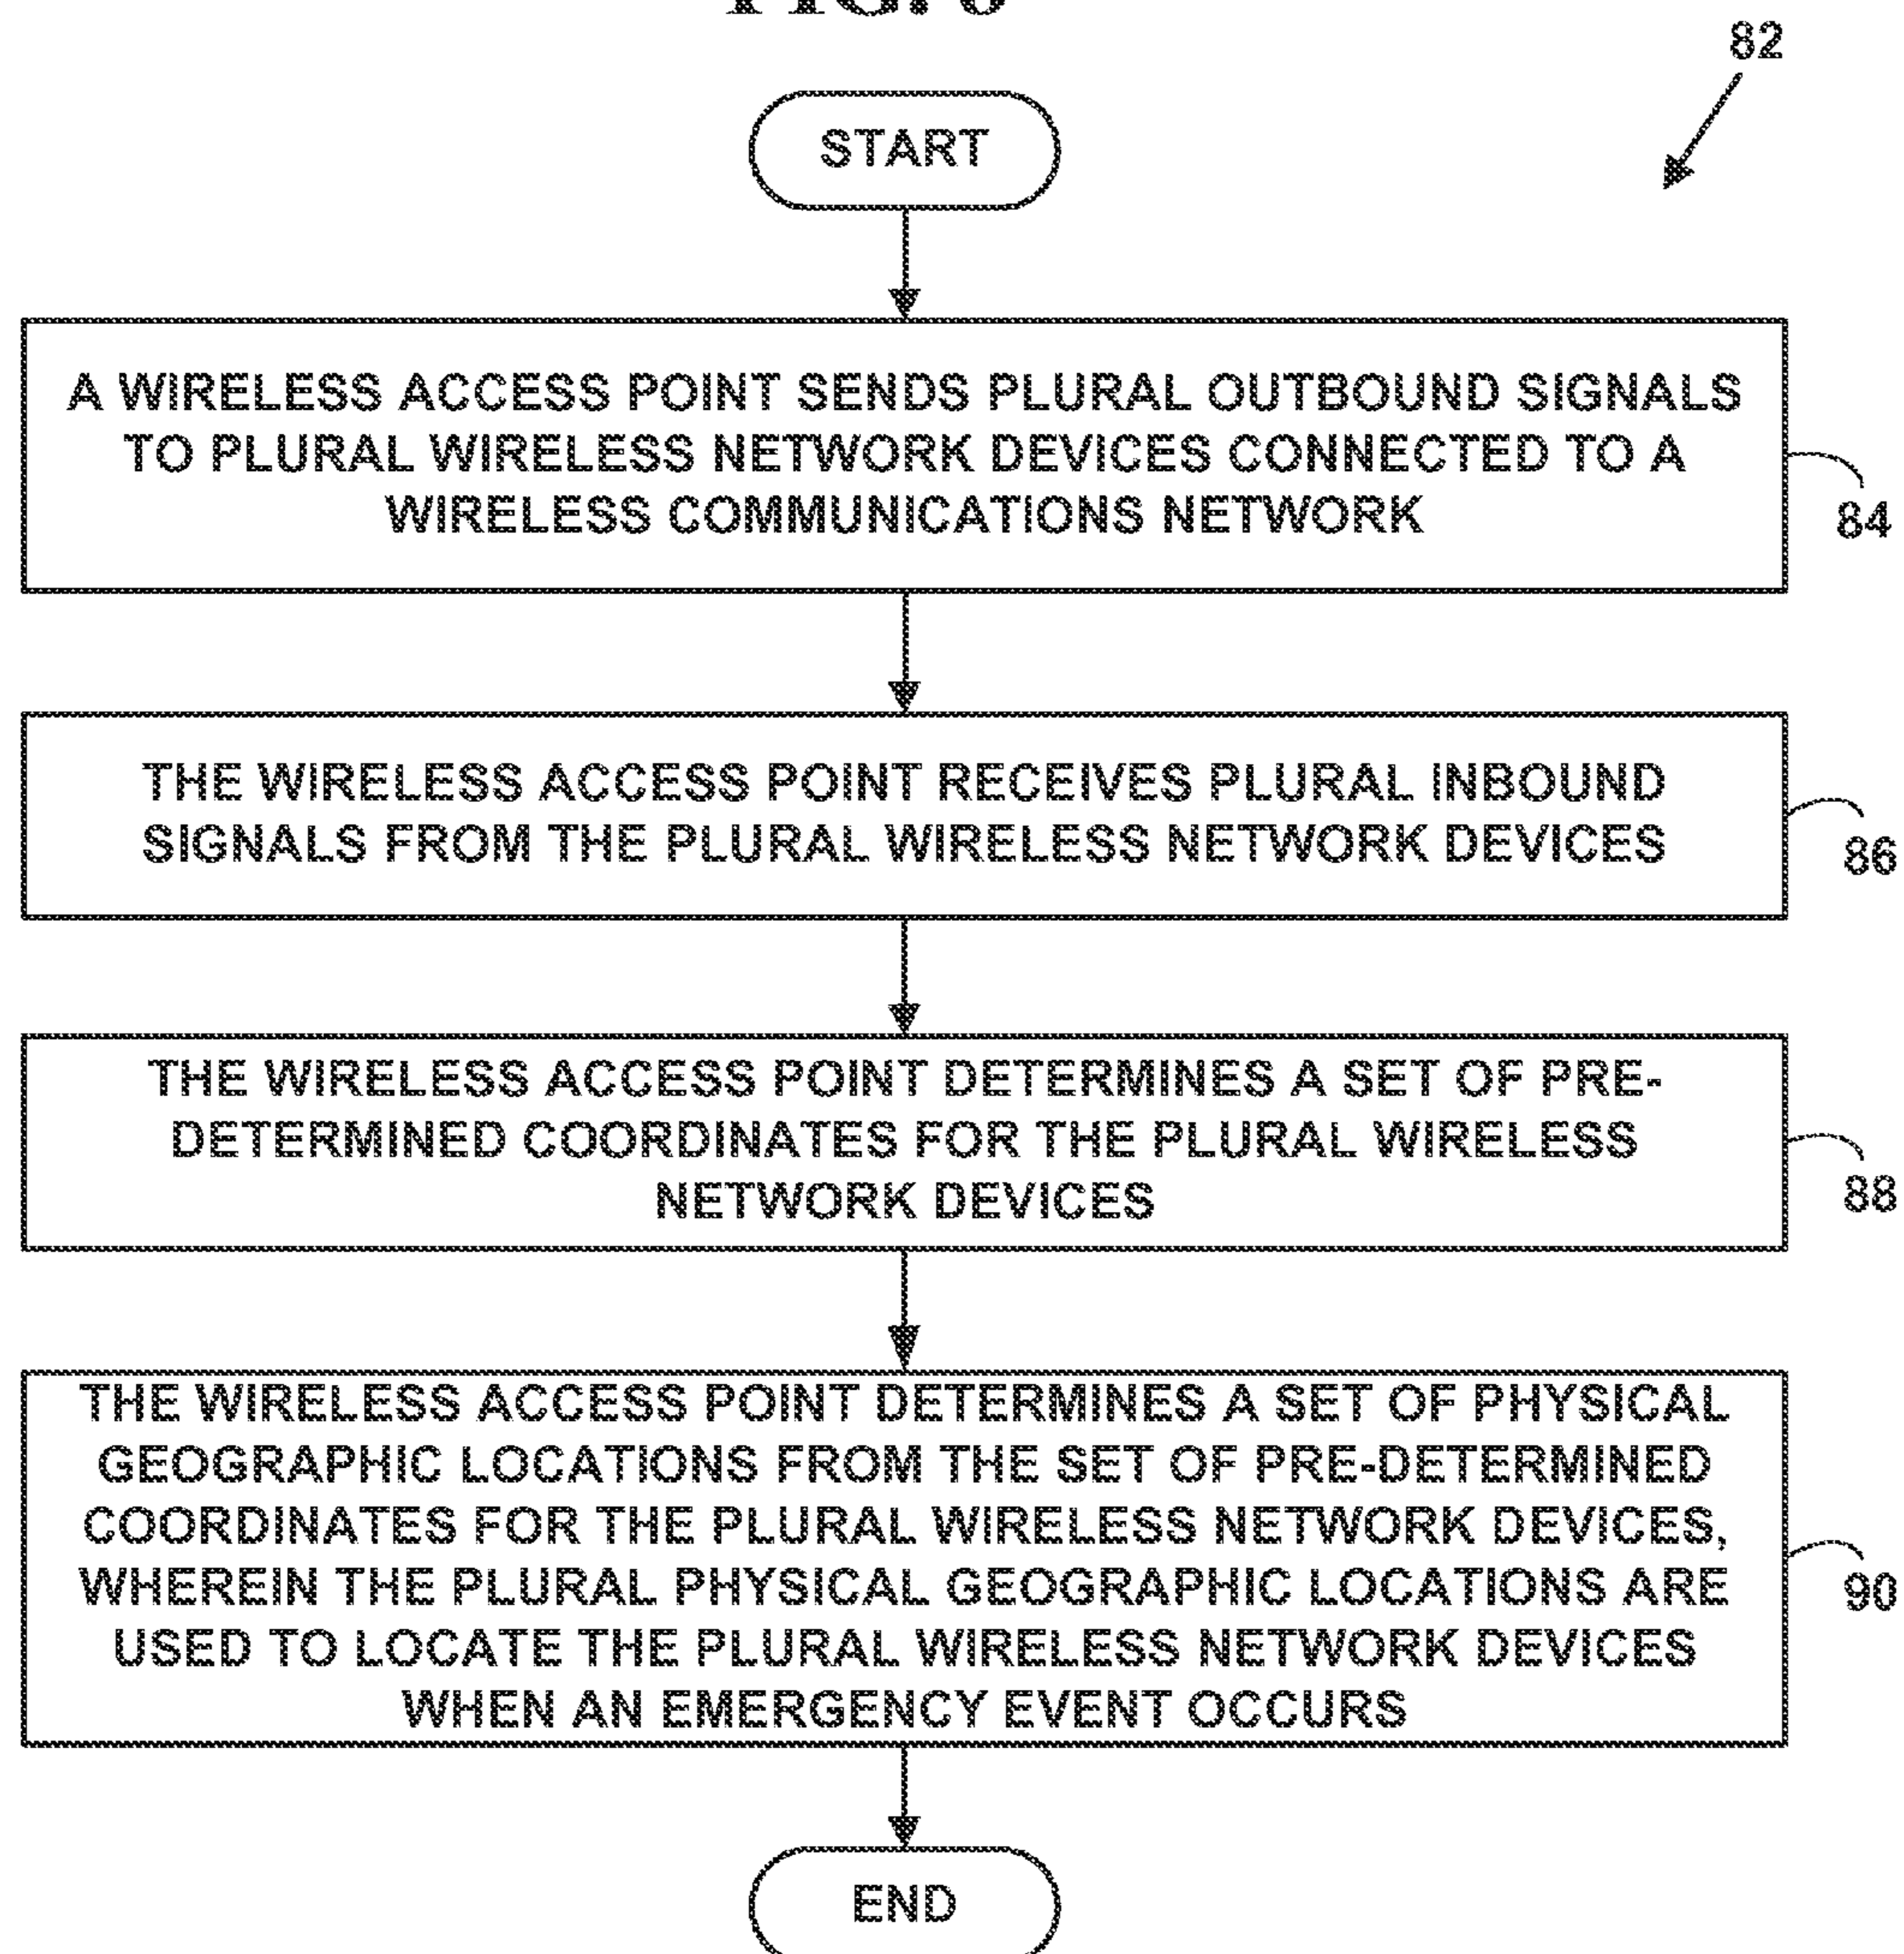 82
START
A WIRELESS ACCESS POINT SENDS PLURAL OUTBOUND SIGNALS
TO PLURAL WIRELESS NETWORK DEVICES CONNECTED TO A
WIRELESS COMMUNICATIONS NETWORK
84
THE WIRELESS ACCESS POINT RECEIVES PLURAL INBOUND
SIGNALS FROM THE PLURAL WIRELESS NETWORK DEVICES
86
THE WIRELESS ACCESS POINT DETERMINES A SET OF PRE-
DETERMINED COORDINATES FOR THE PLURAL WIRELESS
NETWORK DEVICES
88
THE WIRELESS ACCESS POINT DETERMINES A SET OF PHYSICAL
GEOGRAPHIC LOCATIONS FROM THE SET OF PRE-DETERMINED
COORDINATES FOR THE PLURAL WIRELESS NETWORK DEVICES,
WHEREIN THE PLURAL PHYSICAL GEOGRAPHIC LOCATIONS ARE
USED TO LOCATE THE PLURAL WIRELESS NETWORK DEVICES
WHEN AN EMERGENCY EVENT OCCURS
90
END